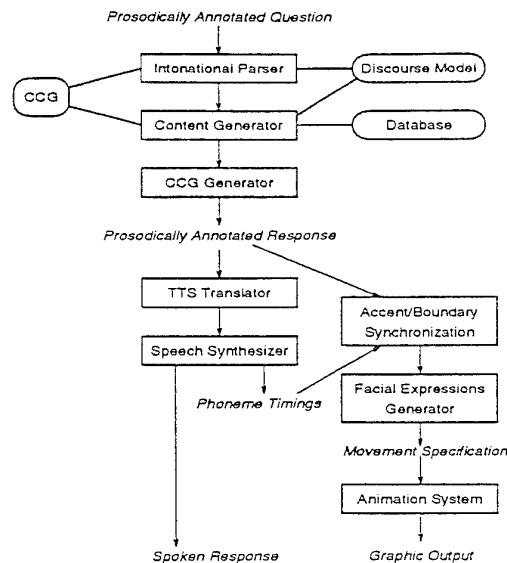 Prosodically Annotated Question
Intonational Parser
Discourse Model
CCG
Content Generator
Database
CCG Generator
Prosodically Annotated Response
TTS Translator
Accent/Boundary
Synchronization
Speech Synthesizer
Phoneme Timings
Facial Expressions
Generator
Movement Specification
Animation System
Spoken Response
Graphic Output